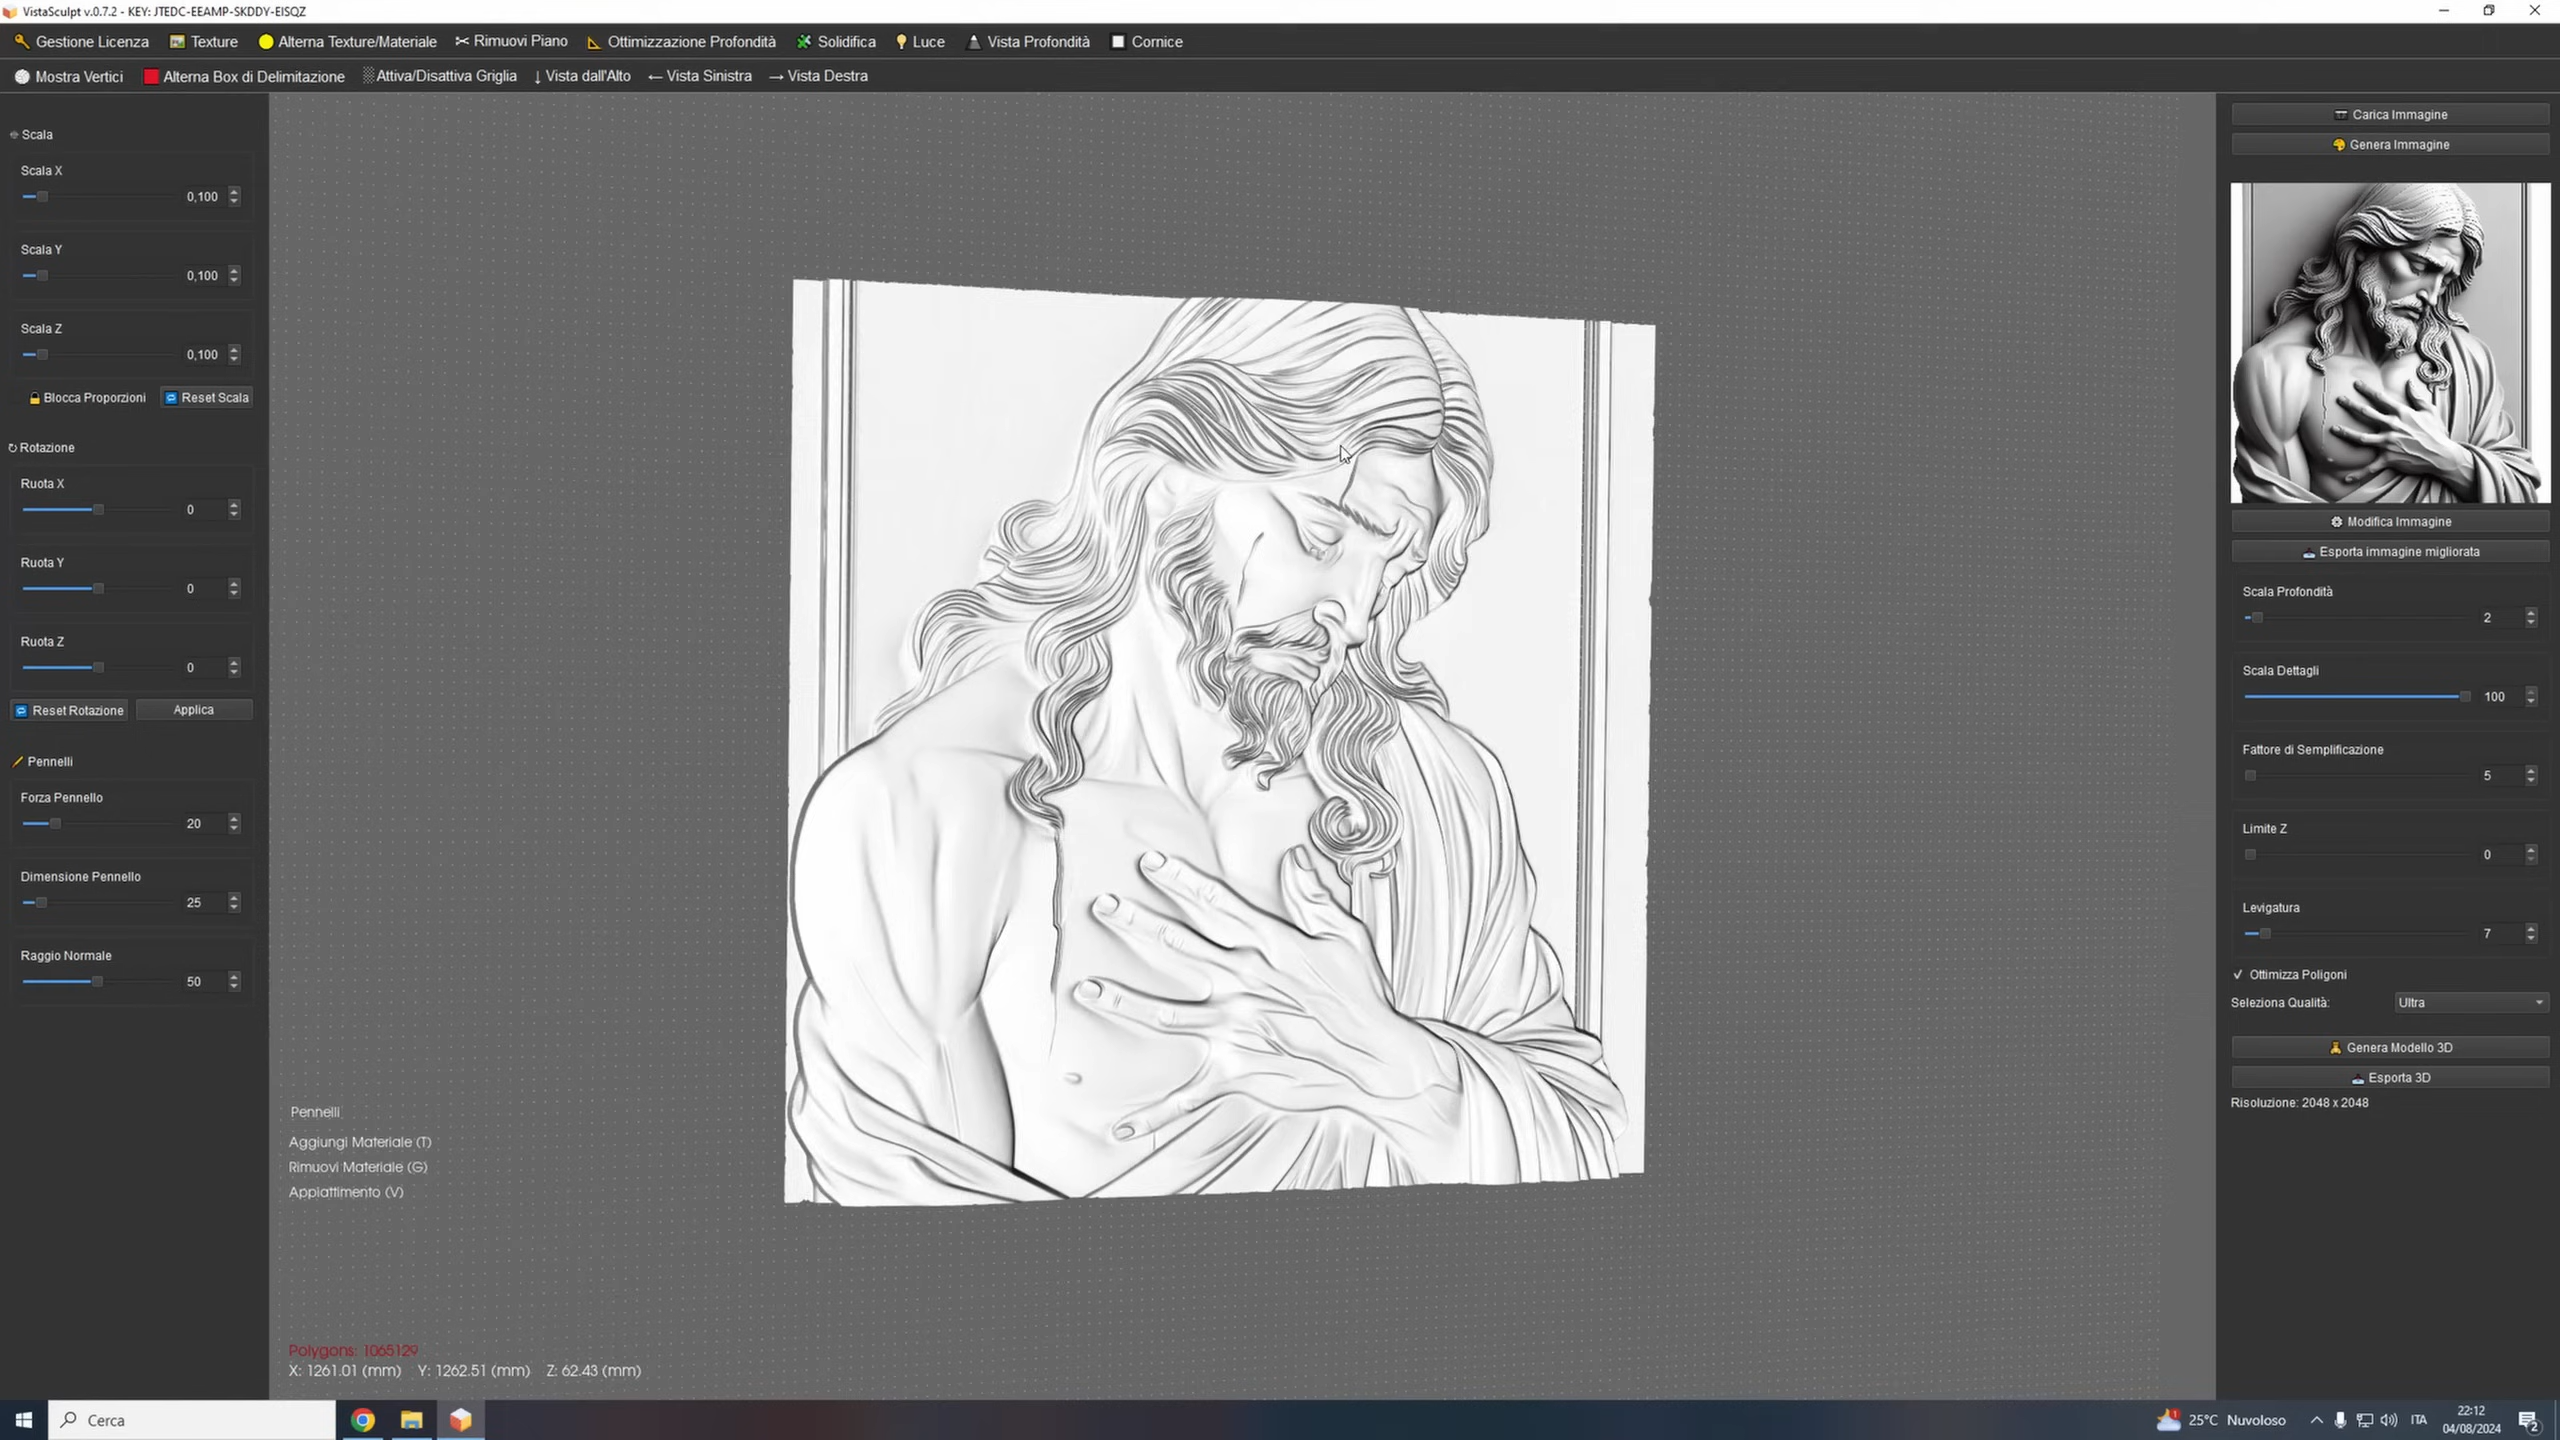 VistaSculpt v.0.7.2 - KEY: JTEDC-EEAMP-SKDDY-EISQZ
Gestione Licenza Texture Alterna Texture/Materiale Rimuovi Piano Ottimizzazione Profondità Solidifica Luce Vista Profondità Cornice
Mostra Vertici Alterna Box di Delimitazione Attiva/Disattiva Griglia ↓ Vista dall'Alto ← Vista Sinistra → Vista Destra
Scala
Scala X
0,100
Scala Y
0,100
Scala Z
0,100
Blocca Proporzioni Reset Scala
Rotazione
Ruota X
0
Ruota Y
0
Ruota Z
0
Reset Rotazione Applica
Pennelli
Forza Pennello
20
Dimensione Pennello
25
Raggio Normale
50
Pennelli
Aggiungi Materiale (T)
Rimuovi Materiale (G)
Appiattimento (V)
Polygons: 1065129
X: 1261.01 (mm) Y: 1262.51 (mm) Z: 62.43 (mm)
Carica Immagine
Genera Immagine
Modifica Immagine
Esporta immagine migliorata
Scala Profondità
2
Scala Dettagli
100
Fattore di Semplificazione
5
Limite Z
0
Levigatura
7
Ottimizza Poligoni
Seleziona Qualità: Ultra
Genera Modello 3D
Esporta 3D
Risoluzione: 2048 x 2048
Cerca
25°C Nuvoloso
ITA
22:12
04/08/2024
2